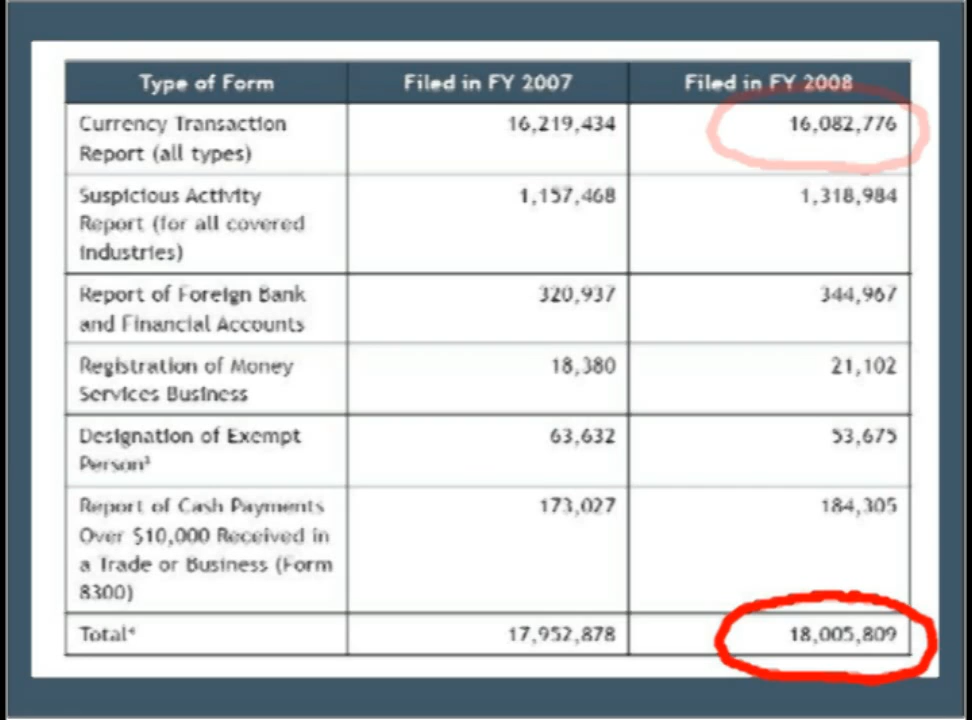 Type of Form Filed in FY 2007 Filed in FY 2008
Currency Transaction 16,219,434 16,082,776
Report (all types)
Suspicious Activity 1,157,468 1,318,984
Report (for all covered
industries)
Report of Foreign Bank 320,937 344,967
and Financial Accounts
Registration of Money 18,380 21,102
Services Business
Designation of Exempt 63,632 53,675
Person³
Report of Cash Payments 173,027 184,305
Over $10,000 Received in
a Trade or Business (Form
8300)
Total⁴ 17,952,878 18,005,809